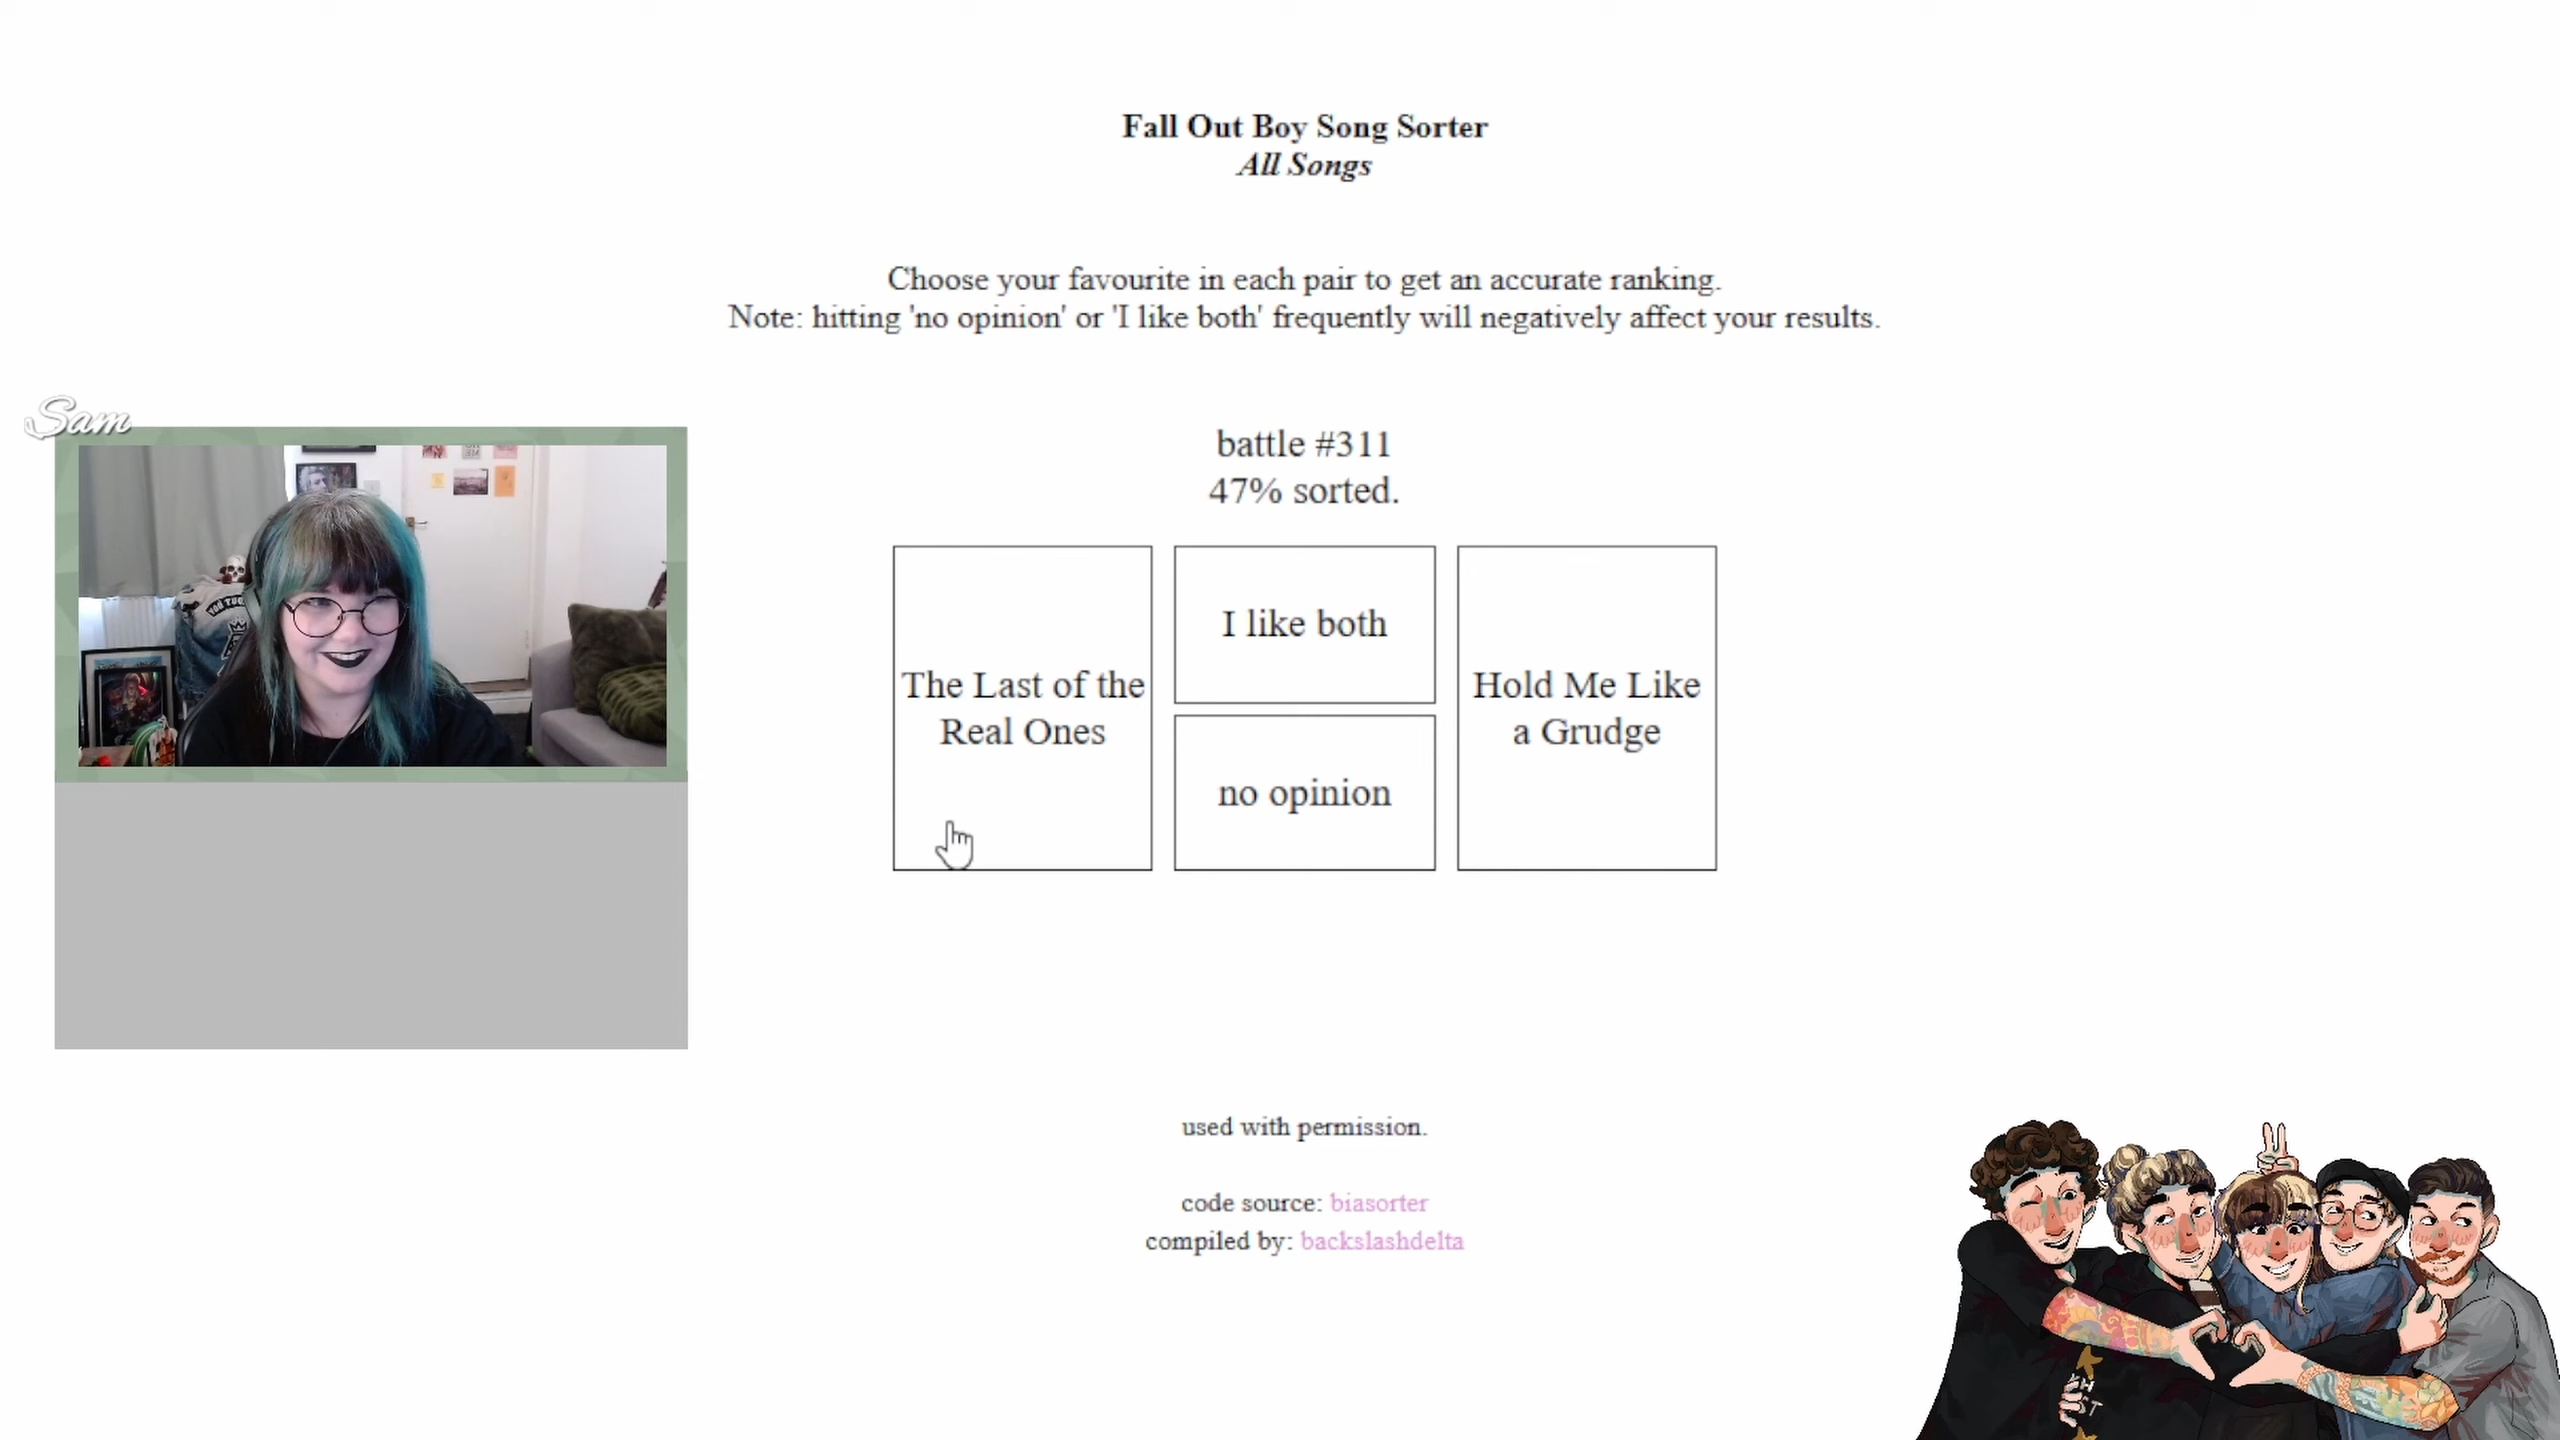 Fall Out Boy Song Sorter
All Songs
Choose your favourite in each pair to get an accurate ranking.
Note: hitting 'no opinion' or 'I like both' frequently will negatively affect your results.
Sam
battle #311
47% sorted.
The Last of the
Real Ones
I like both
no opinion
Hold Me Like
a Grudge
used with permission.
code source: biasorter
compiled by: backslashdelta